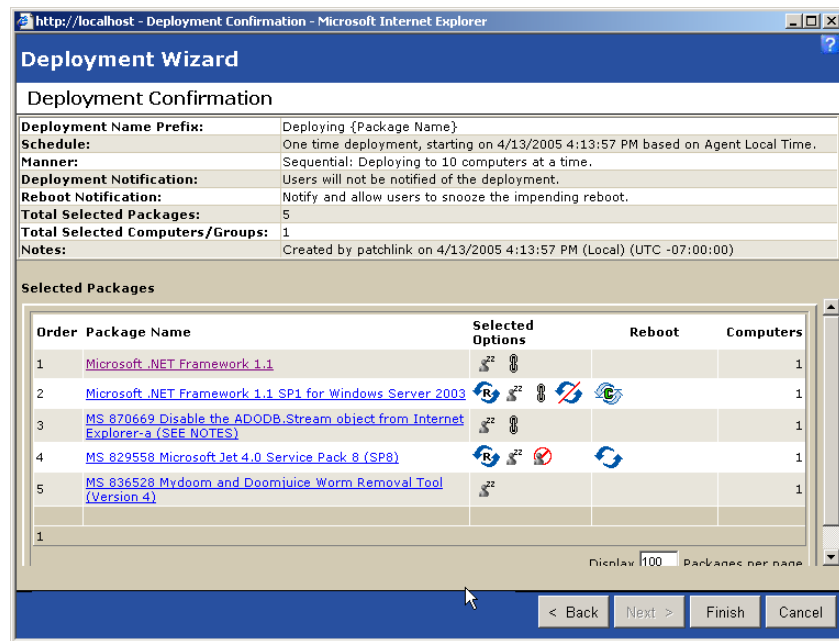 http://localhost - Deployment Confirmation - Microsoft Internet Explorer
?
Deployment Wizard
Deployment Confirmation
Deployment Name Prefix: Deploying {Package Name}
Schedule: One time deployment, starting on 4/13/2005 4:13:57 PM based on Agent Local Time.
Manner: Sequential: Deploying to 10 computers at a time.
Deployment Notification: Users will not be notified of the deployment.
Reboot Notification: Notify and allow users to snooze the impending reboot.
Total Selected Packages: 5
Total Selected Computers/Groups: 1
Notes: Created by patchlink on 4/13/2005 4:13:57 PM (Local) (UTC -07:00:00)
Selected Packages
Order Package Name Selected Options Reboot Computers
1 Microsoft .NET Framework 1.1 zz 1
2 Microsoft .NET Framework 1.1 SP1 for Windows Server 2003 R zz C 1
3 MS 870669 Disable the ADODB.Stream object from Internet
Explorer-a (SEE NOTES) zz 1
4 MS 829558 Microsoft Jet 4.0 Service Pack 8 (SP8) R zz 1
5 MS 836528 Mydoom and Doomjuice Worm Removal Tool
(Version 4) zz 1
1
Display 100 Packages per page
< Back Next > Finish Cancel